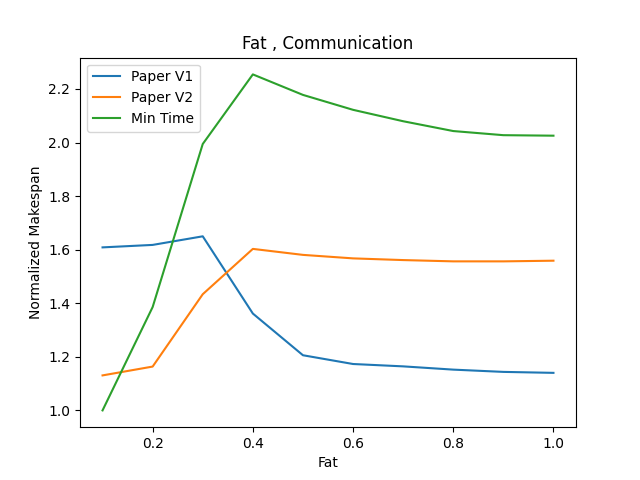 Fat , Communication
Paper V1
Paper V2
Min Time
Normalized Makespan
2.2
2.0
1.8
1.6
1.4
1.2
1.0
0.2 0.4 0.6 0.8 1.0
Fat